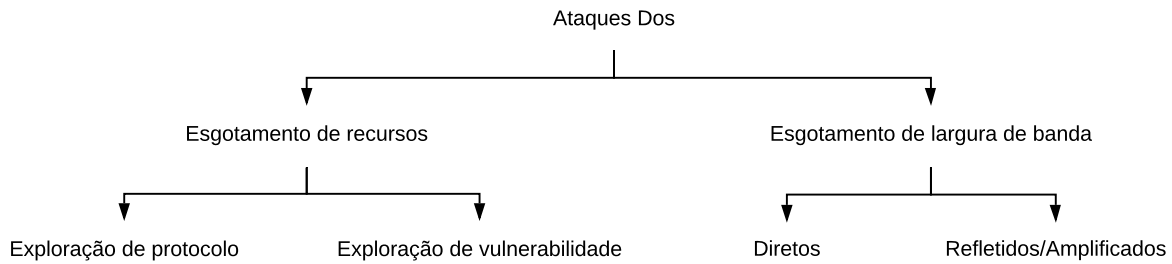 Ataques Dos
Esgotamento de recursos
Esgotamento de largura de banda
Exploração de protocolo
Exploração de vulnerabilidade
Diretos
Refletidos/Amplificados